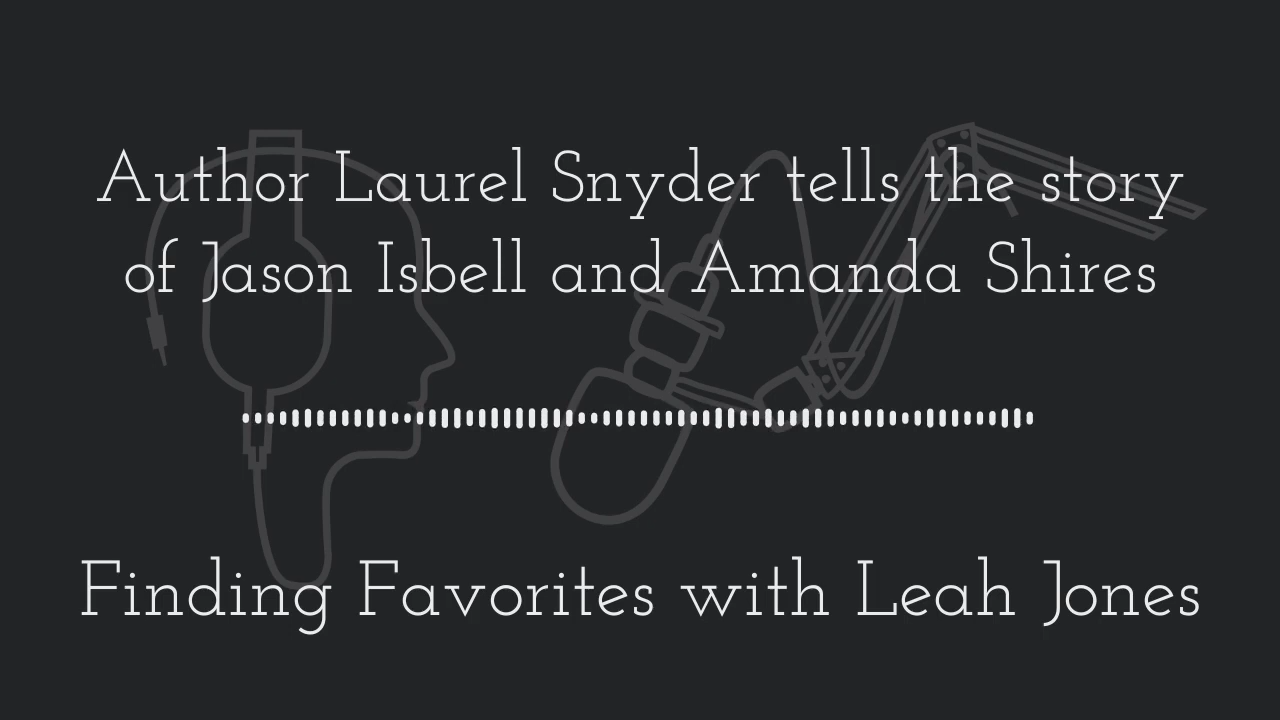 Author Laurel Snyder tells the story
of Jason Isbell and Amanda Shires
Finding Favorites with Leah Jones